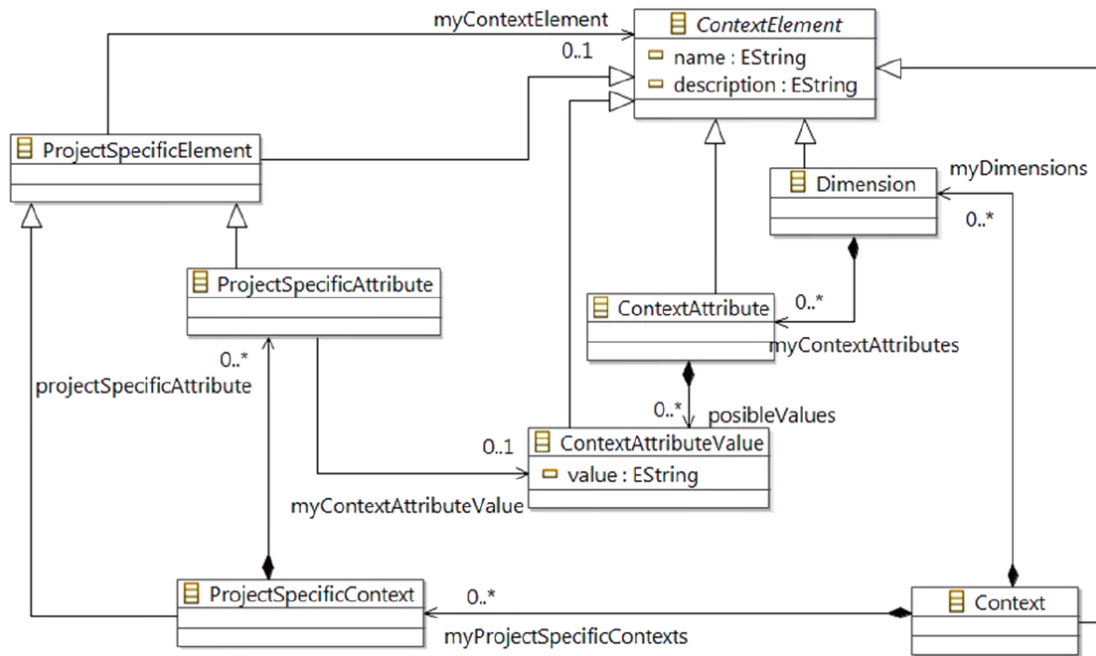 myContextElement
ContextElement
0..1
name : EString
description : EString
ProjectSpecificElement
Dimension
myDimensions
0..*
ProjectSpecificAttribute
ContextAttribute
0..*
myContextAttributes
0..*
projectSpecificAttribute
0..*
posibleValues
0..1
ContextAttributeValue
value : EString
myContextAttributeValue
ProjectSpecificContext
0..*
Context
myProjectSpecificContexts